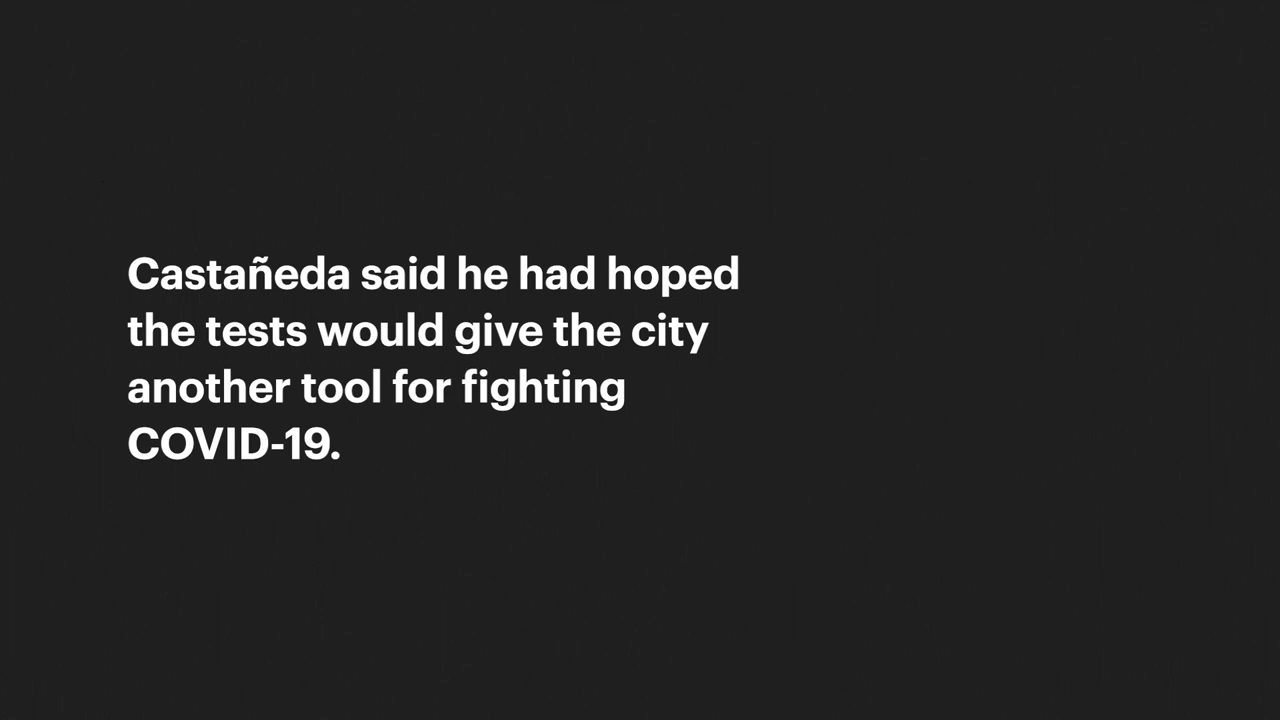 Castañeda said he had hoped
the tests would give the city
another tool for fighting
COVID-19.